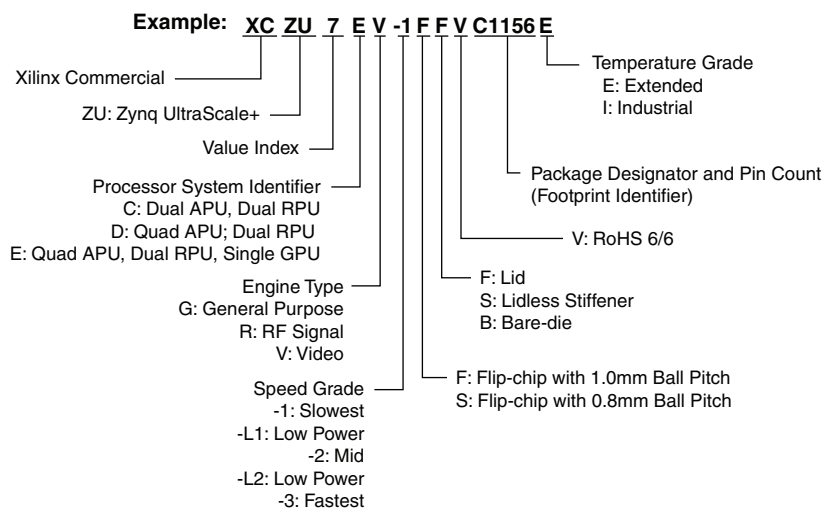 Example: XC ZU 7 E V -1 F F V C1156 E
Xilinx Commercial
ZU: Zynq UltraScale+
Value Index
Processor System Identifier
C: Dual APU, Dual RPU
D: Quad APU; Dual RPU
E: Quad APU, Dual RPU, Single GPU
Engine Type
G: General Purpose
R: RF Signal
V: Video
Speed Grade
-1: Slowest
-L1: Low Power
-2: Mid
-L2: Low Power
-3: Fastest
Temperature Grade
E: Extended
I: Industrial
Package Designator and Pin Count
(Footprint Identifier)
V: RoHS 6/6
F: Lid
S: Lidless Stiffener
B: Bare-die
F: Flip-chip with 1.0mm Ball Pitch
S: Flip-chip with 0.8mm Ball Pitch